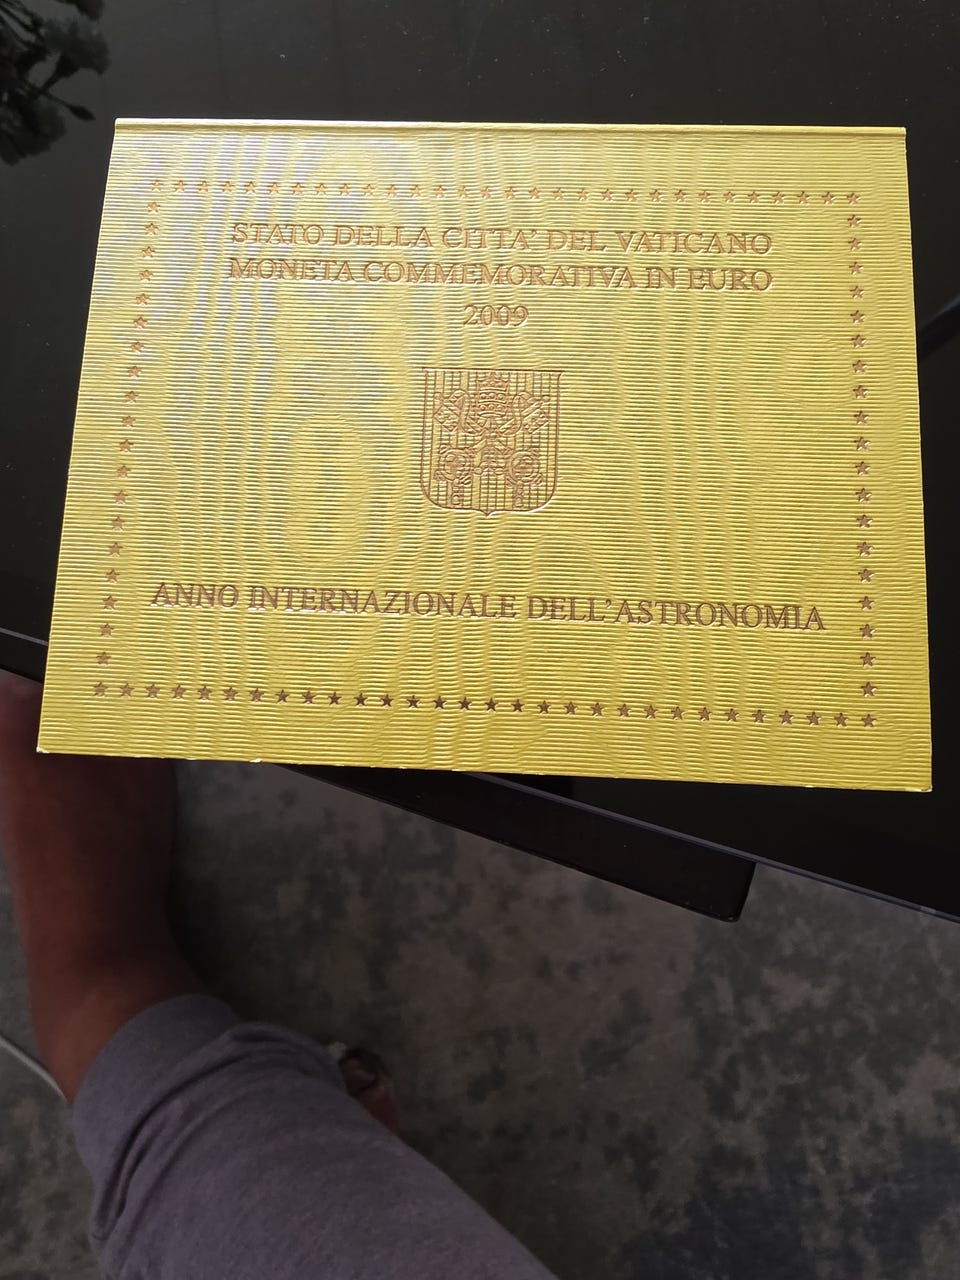 STATO DELLA CITTA' DEL VATICANO
MONETA COMMEMORATIVA IN EURO
2009
ANNO INTERNAZIONALE DELL'ASTRONOMIA